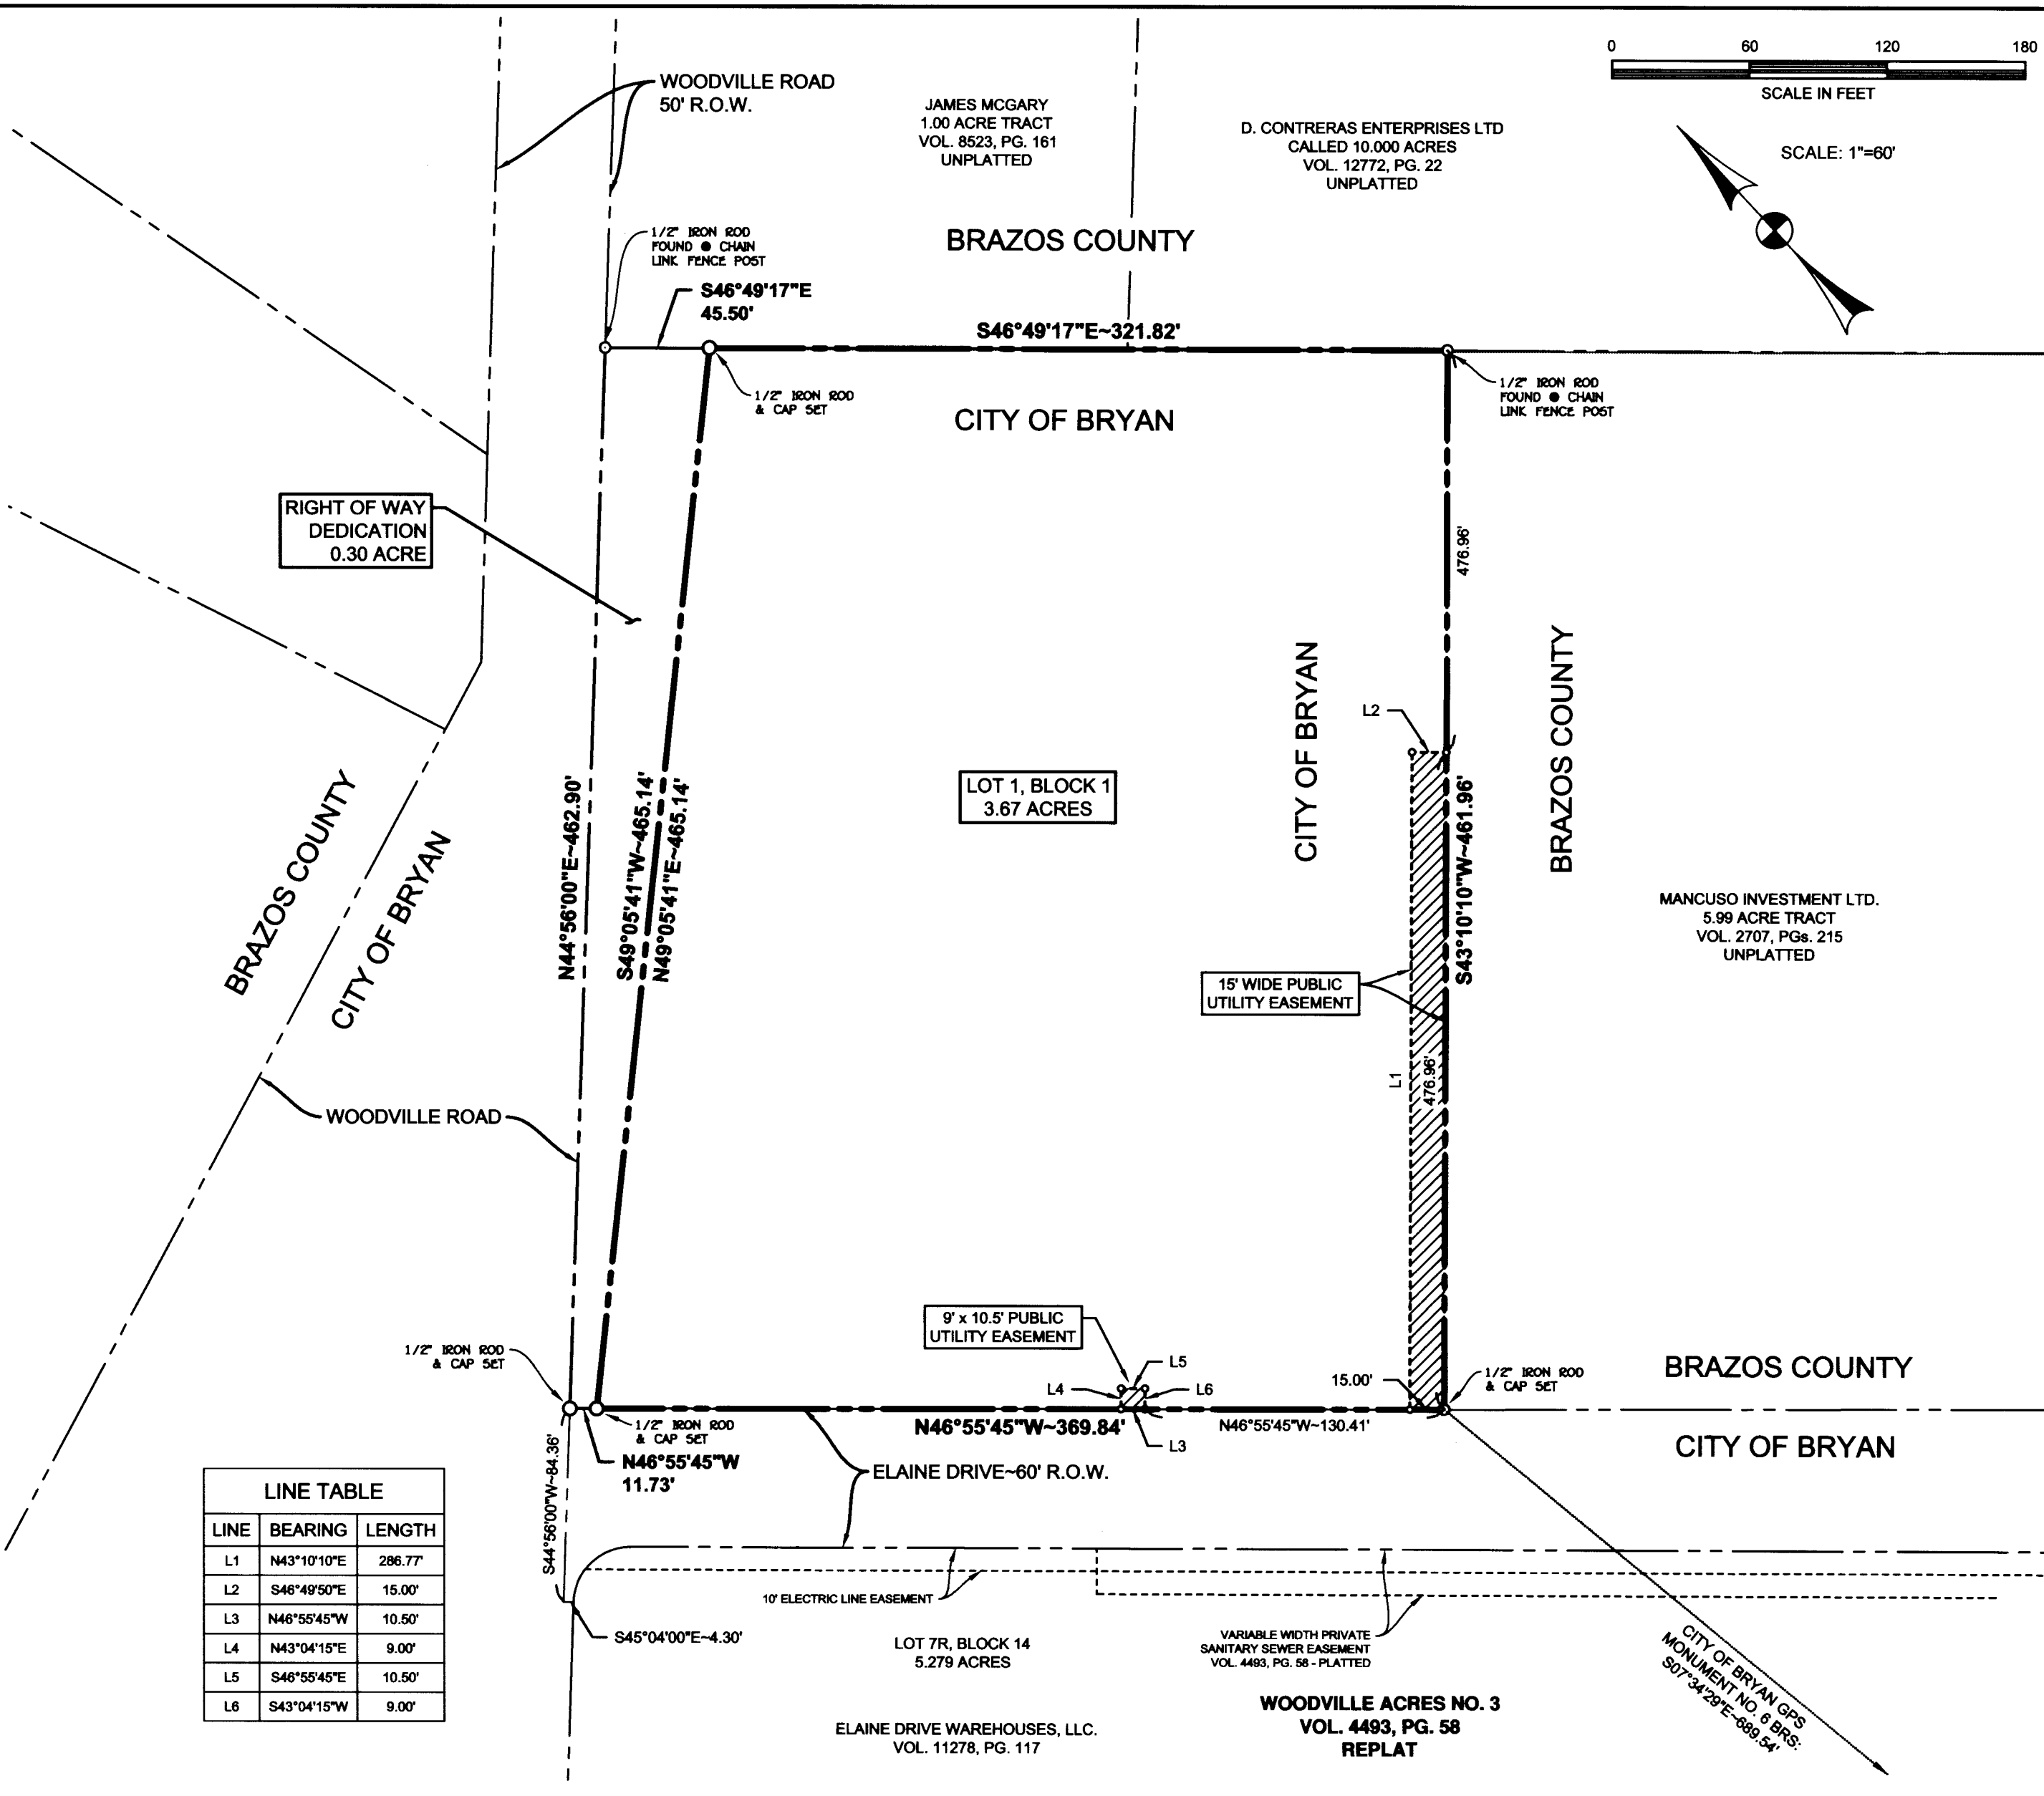 0 60 120 180
SCALE IN FEET
SCALE: 1"=60'
WOODVILLE ROAD
50' R.O.W.
JAMES MCGARY
1.00 ACRE TRACT
VOL. 8523, PG. 161
UNPLATTED
D. CONTRERAS ENTERPRISES LTD
CALLED 10.000 ACRES
VOL. 12772, PG. 22
UNPLATTED
BRAZOS COUNTY
1/2" IRON ROD
FOUND @ CHAIN
LINK FENCE POST
S46°49'17"E
45.50'
S46°49'17"E~321.82'
1/2" IRON ROD
& CAP SET
CITY OF BRYAN
1/2" IRON ROD
FOUND @ CHAIN
LINK FENCE POST
RIGHT OF WAY
DEDICATION
0.30 ACRE
476.96'
CITY OF BRYAN
BRAZOS COUNTY
L2
LOT 1, BLOCK 1
3.67 ACRES
N44°56'00"E~462.90'
S49°05'41"W~465.14'
N49°05'41"E~465.14'
S43°10'10"W~461.96'
BRAZOS COUNTY
CITY OF BRYAN
MANCUSO INVESTMENT LTD.
5.99 ACRE TRACT
VOL. 2707, PGs. 215
UNPLATTED
15' WIDE PUBLIC
UTILITY EASEMENT
L1
476.96'
WOODVILLE ROAD
9' x 10.5' PUBLIC
UTILITY EASEMENT
1/2" IRON ROD
& CAP SET
L5
L4
L6
15.00'
1/2" IRON ROD
& CAP SET
BRAZOS COUNTY
1/2" IRON ROD
& CAP SET
N46°55'45"W~369.84'
N46°55'45"W~130.41'
L3
CITY OF BRYAN
N46°55'45"W
11.73'
ELAINE DRIVE~60' R.O.W.
S44°56'00"W~84.36'
LINE TABLE
LINE BEARING LENGTH
L1 N43°10'10"E 286.77'
L2 S46°49'50"E 15.00'
L3 N46°55'45"W 10.50'
L4 N43°04'15"E 9.00'
L5 S46°55'45"E 10.50'
L6 S43°04'15"W 9.00'
10' ELECTRIC LINE EASEMENT
S45°04'00"E~4.30'
LOT 7R, BLOCK 14
5.279 ACRES
VARIABLE WIDTH PRIVATE
SANITARY SEWER EASEMENT
VOL. 4493, PG. 58 - PLATTED
CITY OF BRYAN GPS
MONUMENT NO. 6 BRS:
S07°34'29"E~689.54'
WOODVILLE ACRES NO. 3
VOL. 4493, PG. 58
REPLAT
ELAINE DRIVE WAREHOUSES, LLC.
VOL. 11278, PG. 117